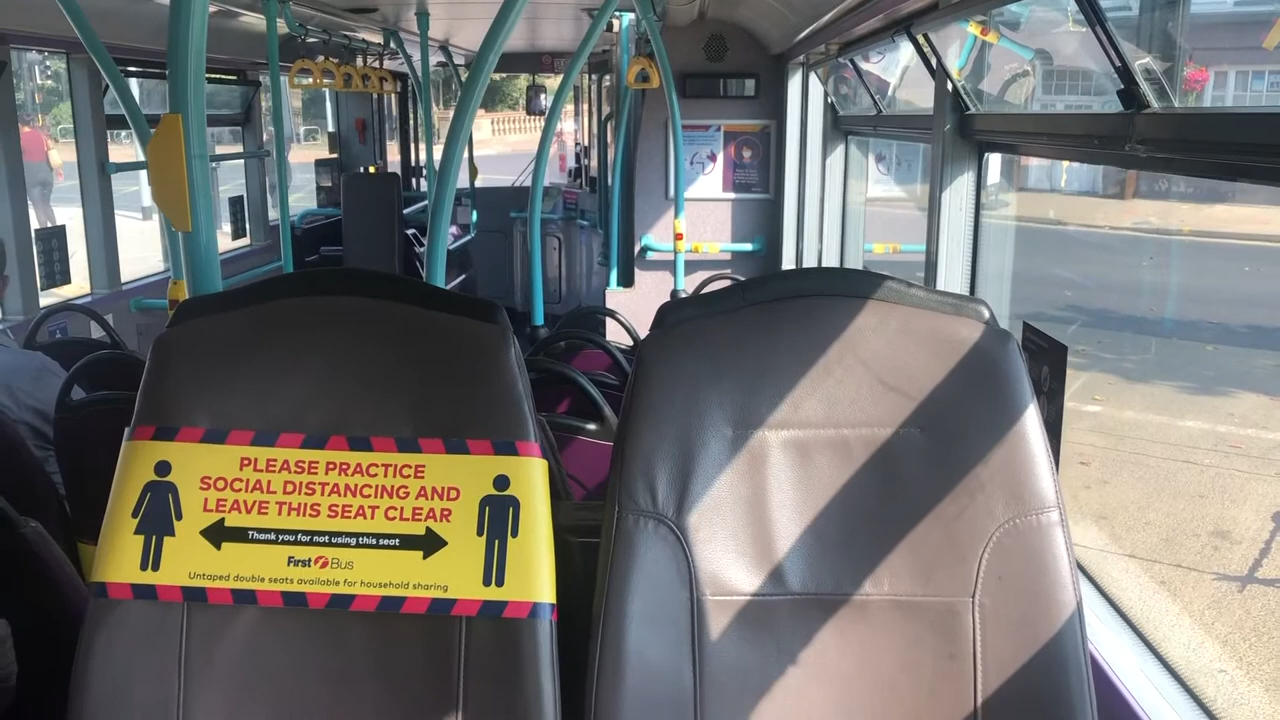 PLEASE PRACTICE
SOCIAL DISTANCING AND
LEAVE THIS SEAT CLEAR
Thank you for not using this seat
First Bus
Untaped double seats available for household sharing